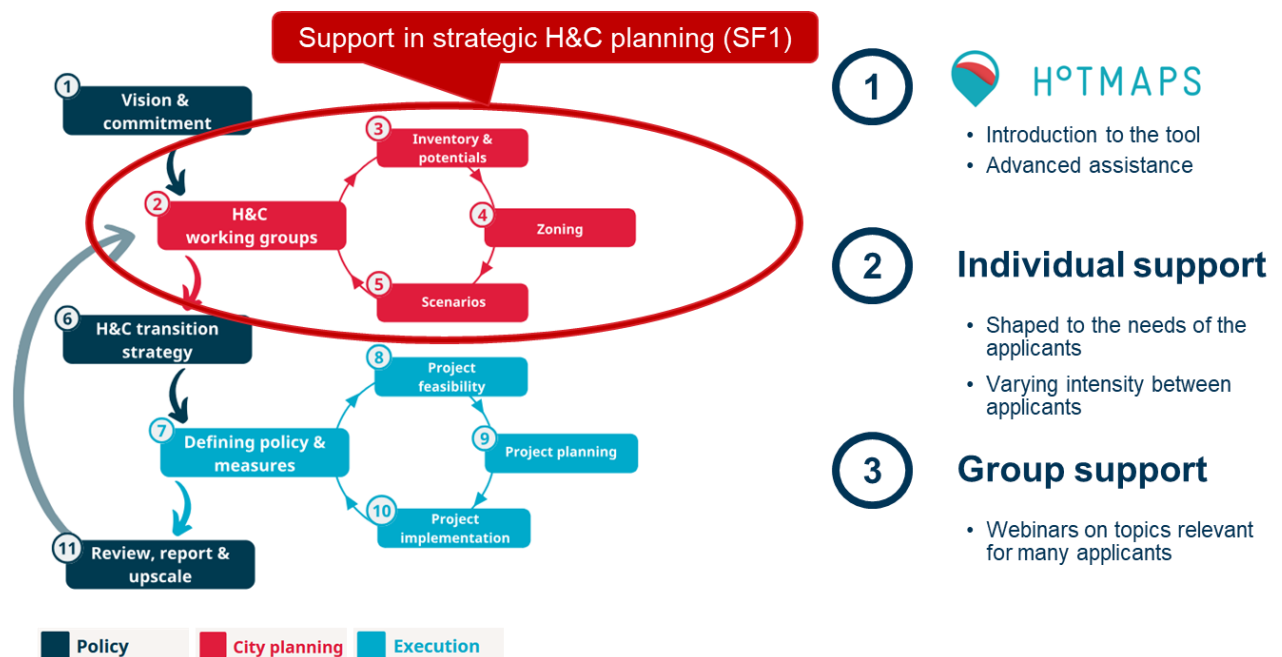 Support in strategic H&C planning (SF1)
1
Vision &
commitment
2
H&C
working groups
3
Inventory &
potentials
4
Zoning
5
Scenarios
6
H&C transition
strategy
7
Defining policy &
measures
8
Project
feasibility
9
Project planning
10
Project
implementation
11
Review, report &
upscale
Policy
City planning
Execution
1
HOTMAPS
• Introduction to the tool
• Advanced assistance
2
Individual support
• Shaped to the needs of the
applicants
• Varying intensity between
applicants
3
Group support
• Webinars on topics relevant
for many applicants